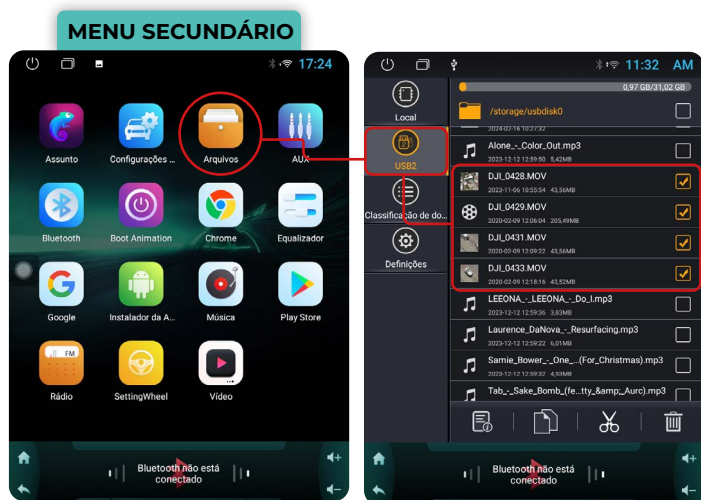 MENU SECUNDÁRIO
17:24
Assunto
Configurações ...
Arquivos
AUX
Bluetooth
Boot Animation
Chrome
Equalizador
Google
Instalador da A...
Música
Play Store
FM
Rádio
SettingWheel
Vídeo
Bluetooth não está
conectado
11:32 AM
Local
USB2
Classificação de do...
Definições
0,97 GB/31,02 GB
/storage/usbdisk0
2024-02-16 10:27:32
Alone_-_Color_Out.mp3
2023-12-12 12:59:50 5,42MB
DJI_0428.MOV
2023-11-06 10:55:54 43,56MB
DJI_0429.MOV
2020-02-09 12:06:04 205,49MB
DJI_0431.MOV
2020-02-09 12:09:22 43,56MB
DJI_0433.MOV
2020-02-09 12:18:16 43,52MB
LEEONA_-_LEEONA_-_Do_I.mp3
2023-12-12 12:59:36 3,83MB
Laurence_DaNova_-_Resurfacing.mp3
2023-12-12 12:59:22 6,01MB
Samie_Bower_-_One_...(For_Christmas).mp3
2023-12-12 12:59:32 4,93MB
Tab_-_Sake_Bomb_(fe...tty_&amp;_Aurc).mp3
Bluetooth não está
conectado